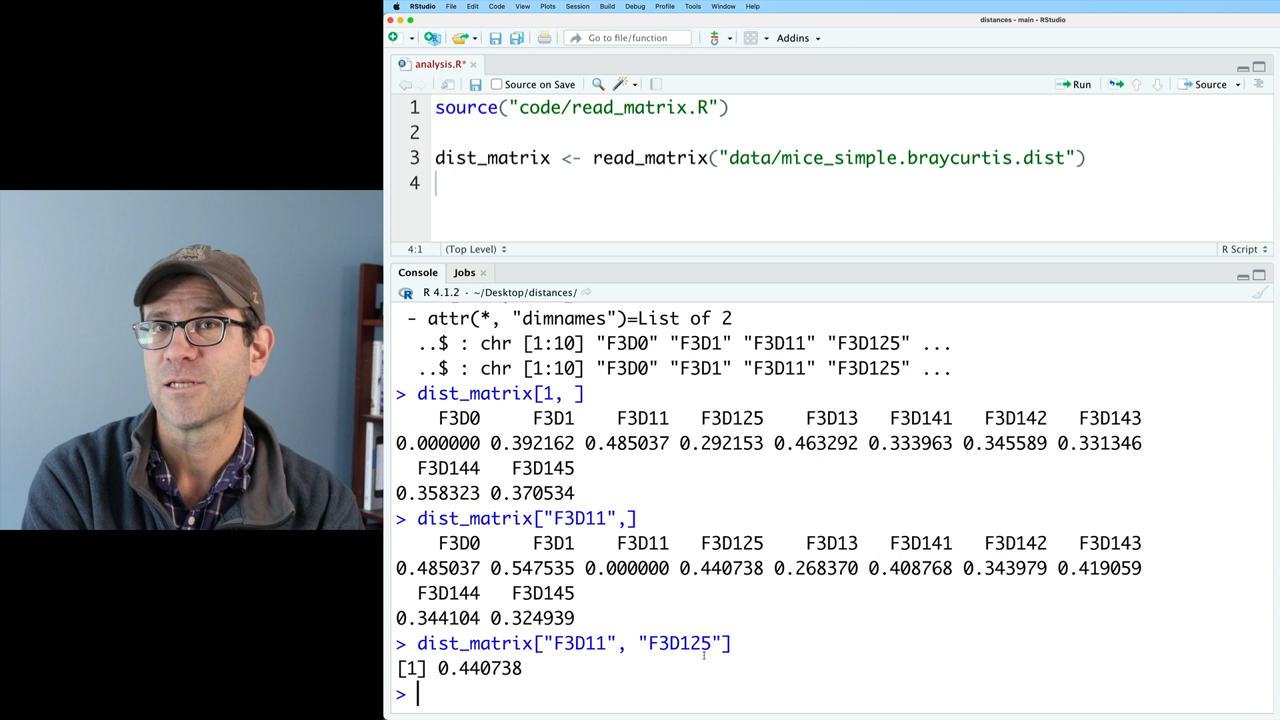 RStudio File Edit Code View Plots Session Build Debug Profile Tools Window Help
distances - main - RStudio
Go to file/function Addins
analysis.R*
Source on Save Run Source
1 source("code/read_matrix.R")
2
3 dist_matrix <- read_matrix("data/mice_simple.braycurtis.dist")
4
4:1 (Top Level) R Script
Console Jobs
R 4.1.2 · ~/Desktop/distances/
- attr(*, "dimnames")=List of 2
..$ : chr [1:10] "F3D0" "F3D1" "F3D11" "F3D125" ...
..$ : chr [1:10] "F3D0" "F3D1" "F3D11" "F3D125" ...
> dist_matrix[1, ]
F3D0 F3D1 F3D11 F3D125 F3D13 F3D141 F3D142 F3D143
0.000000 0.392162 0.485037 0.292153 0.463292 0.333963 0.345589 0.331346
F3D144 F3D145
0.358323 0.370534
> dist_matrix["F3D11",]
F3D0 F3D1 F3D11 F3D125 F3D13 F3D141 F3D142 F3D143
0.485037 0.547535 0.000000 0.440738 0.268370 0.408768 0.343979 0.419059
F3D144 F3D145
0.344104 0.324939
> dist_matrix["F3D11", "F3D125"]
[1] 0.440738
>